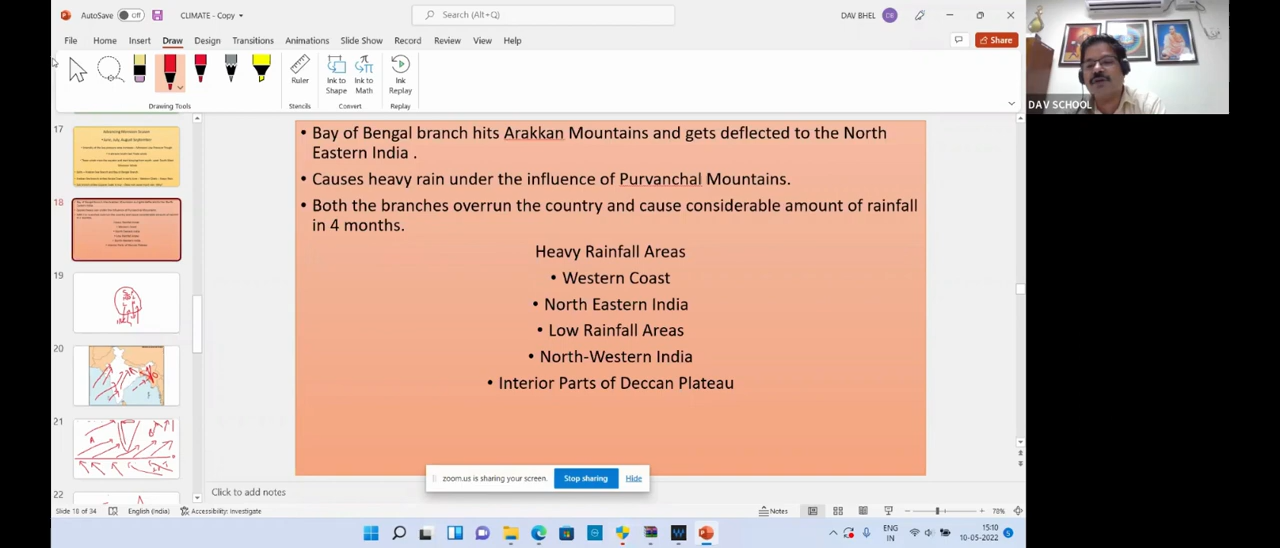 AutoSave Off CLIMATE - Copy Search (Alt+Q) DAV BHEL DB
File Home Insert Draw Design Transitions Animations Slide Show Record Review View Help Share
Ruler Ink to Shape Ink to Math Ink Replay
Drawing Tools Stencils Convert Replay
DAV SCHOOL
17
18
19
20
21
22
• Bay of Bengal branch hits Arakkan Mountains and gets deflected to the North
Eastern India .
• Causes heavy rain under the influence of Purvanchal Mountains.
• Both the branches overrun the country and cause considerable amount of rainfall
in 4 months.
Heavy Rainfall Areas
• Western Coast
• North Eastern India
• Low Rainfall Areas
• North-Western India
• Interior Parts of Deccan Plateau
zoom.us is sharing your screen. Stop sharing Hide
Click to add notes
Slide 18 of 34 English (India) Accessibility: Investigate Notes 78%
ENG
IN
15:10
10-05-2022